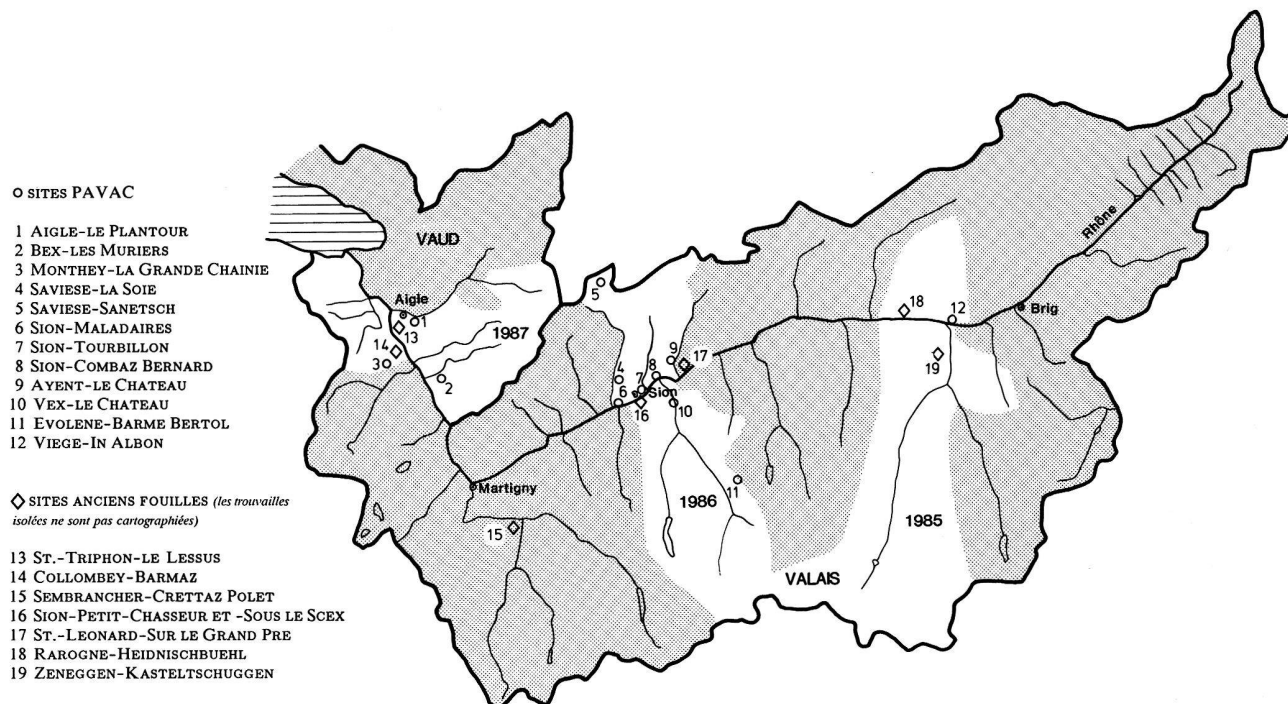 ○ SITES PAVAC
1 AIGLE-LE PLANTOUR
2 BEX-LES MURIERS
3 MONTHEY-LA GRANDE CHAINIE
4 SAVIESE-LA SOIE
5 SAVIESE-SANETSCH
6 SION-MALADAIRES
7 SION-TOURBILLON
8 SION-COMBAZ BERNARD
9 AYENT-LE CHATEAU
10 VEX-LE CHATEAU
11 EVOLENE-BARME BERTOL
12 VIEGE-IN ALBON
◇ SITES ANCIENS FOUILLES (les trouvailles
isolées ne sont pas cartographiées)
13 ST.-TRIPHON-LE LESSUS
14 COLLOMBEY-BARMAZ
15 SEMBRANCHER-CRETTAZ POLET
16 SION-PETIT-CHASSEUR ET -SOUS LE SCEX
17 ST.-LEONARD-SUR LE GRAND PRE
18 RAROGNE-HEIDNISCHBUEHL
19 ZENEGGEN-KASTELTSCHUGGEN
VAUD
Rhône
Aigle
1
13
1987
14
3
2
5
9
17
4
8
7
6
Sion
16
10
18
12
Brig
19
Martigny
15
11
1986
1985
VALAIS